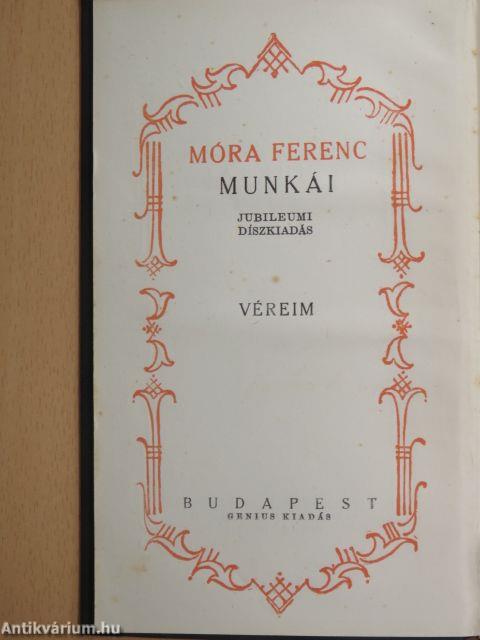 MÓRA FERENC
MUNKÁI
JUBILEUMI
DÍSZKIADÁS
VÉREIM
BUDAPEST
GENIUS KIADÁS
Antikvárium.hu